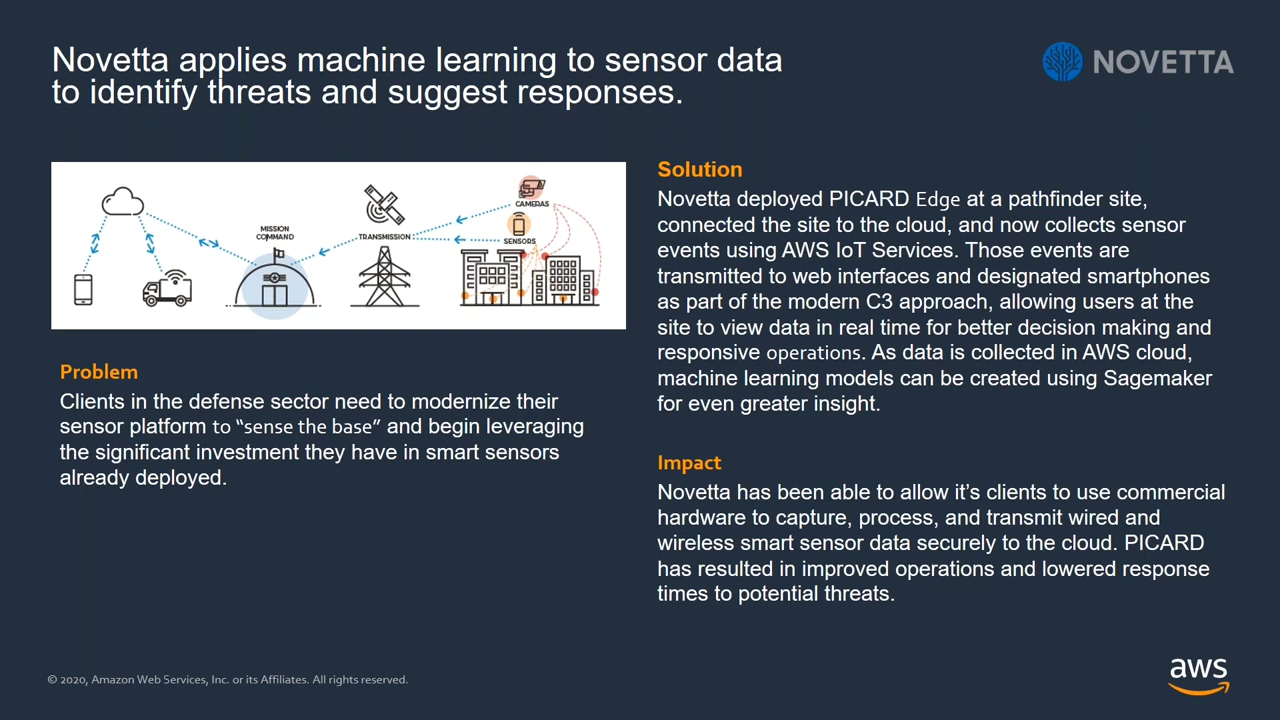 Novetta applies machine learning to sensor data
to identify threats and suggest responses.
NOVETTA
MISSION
COMMAND
TRANSMISSION
CAMERAS
SENSORS
Problem
Clients in the defense sector need to modernize their
sensor platform to “sense the base” and begin leveraging
the significant investment they have in smart sensors
already deployed.
Solution
Novetta deployed PICARD Edge at a pathfinder site,
connected the site to the cloud, and now collects sensor
events using AWS IoT Services. Those events are
transmitted to web interfaces and designated smartphones
as part of the modern C3 approach, allowing users at the
site to view data in real time for better decision making and
responsive operations. As data is collected in AWS cloud,
machine learning models can be created using Sagemaker
for even greater insight.
Impact
Novetta has been able to allow it’s clients to use commercial
hardware to capture, process, and transmit wired and
wireless smart sensor data securely to the cloud. PICARD
has resulted in improved operations and lowered response
times to potential threats.
© 2020, Amazon Web Services, Inc. or its Affiliates. All rights reserved.
aws